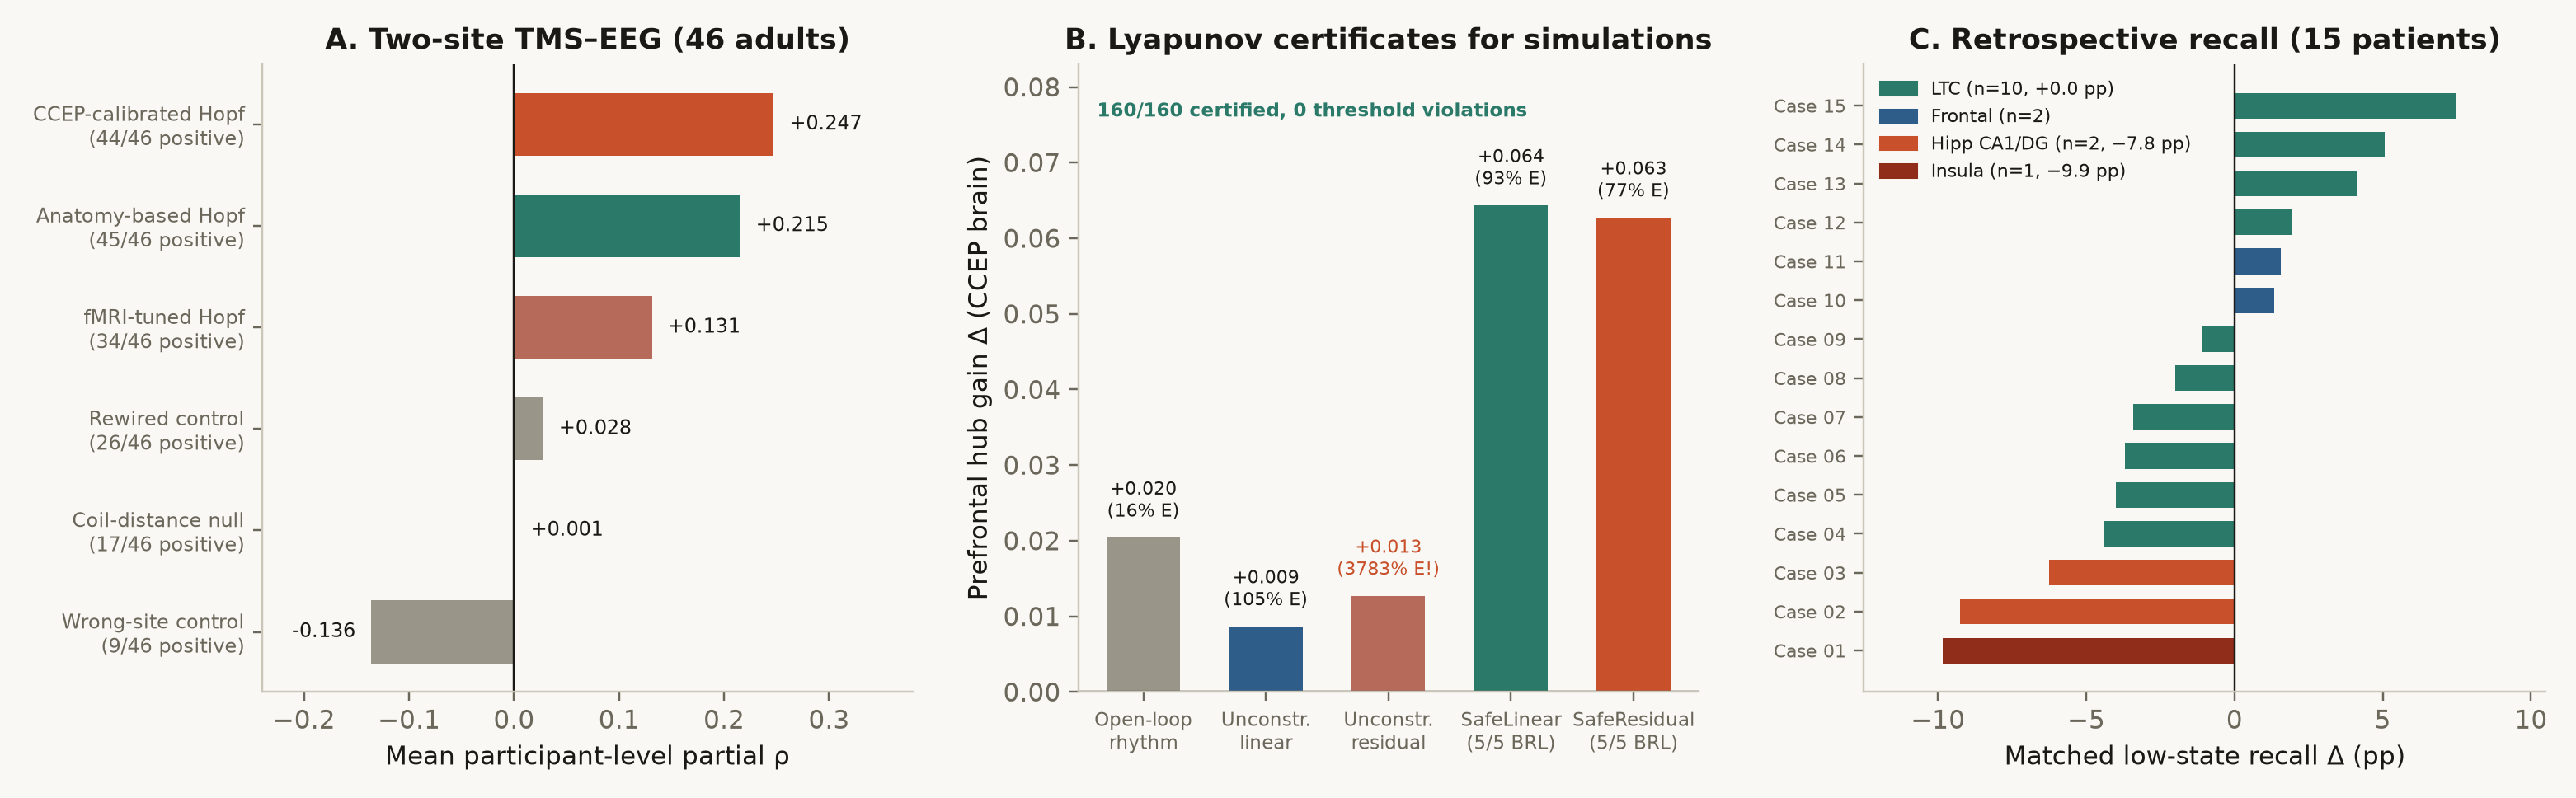 A. Two-site TMS–EEG (46 adults)
CCEP-calibrated Hopf
(44/46 positive)
+0.247
Anatomy-based Hopf
(45/46 positive)
+0.215
fMRI-tuned Hopf
(34/46 positive)
+0.131
Rewired control
(26/46 positive)
+0.028
Coil-distance null
(17/46 positive)
+0.001
Wrong-site control
(9/46 positive)
-0.136
−0.2 −0.1 0.0 0.1 0.2 0.3
Mean participant-level partial ρ
B. Lyapunov certificates for simulations
Prefrontal hub gain Δ (CCEP brain)
0.08
0.07
0.06
0.05
0.04
0.03
0.02
0.01
0.00
160/160 certified, 0 threshold violations
+0.020
(16% E)
+0.009
(105% E)
+0.013
(3783% E!)
+0.064
(93% E)
+0.063
(77% E)
Open-loop
rhythm
Unconstr.
linear
Unconstr.
residual
SafeLinear
(5/5 BRL)
SafeResidual
(5/5 BRL)
C. Retrospective recall (15 patients)
LTC (n=10, +0.0 pp)
Frontal (n=2)
Hipp CA1/DG (n=2, −7.8 pp)
Insula (n=1, −9.9 pp)
Case 15
Case 14
Case 13
Case 12
Case 11
Case 10
Case 09
Case 08
Case 07
Case 06
Case 05
Case 04
Case 03
Case 02
Case 01
−10 −5 0 5 10
Matched low-state recall Δ (pp)